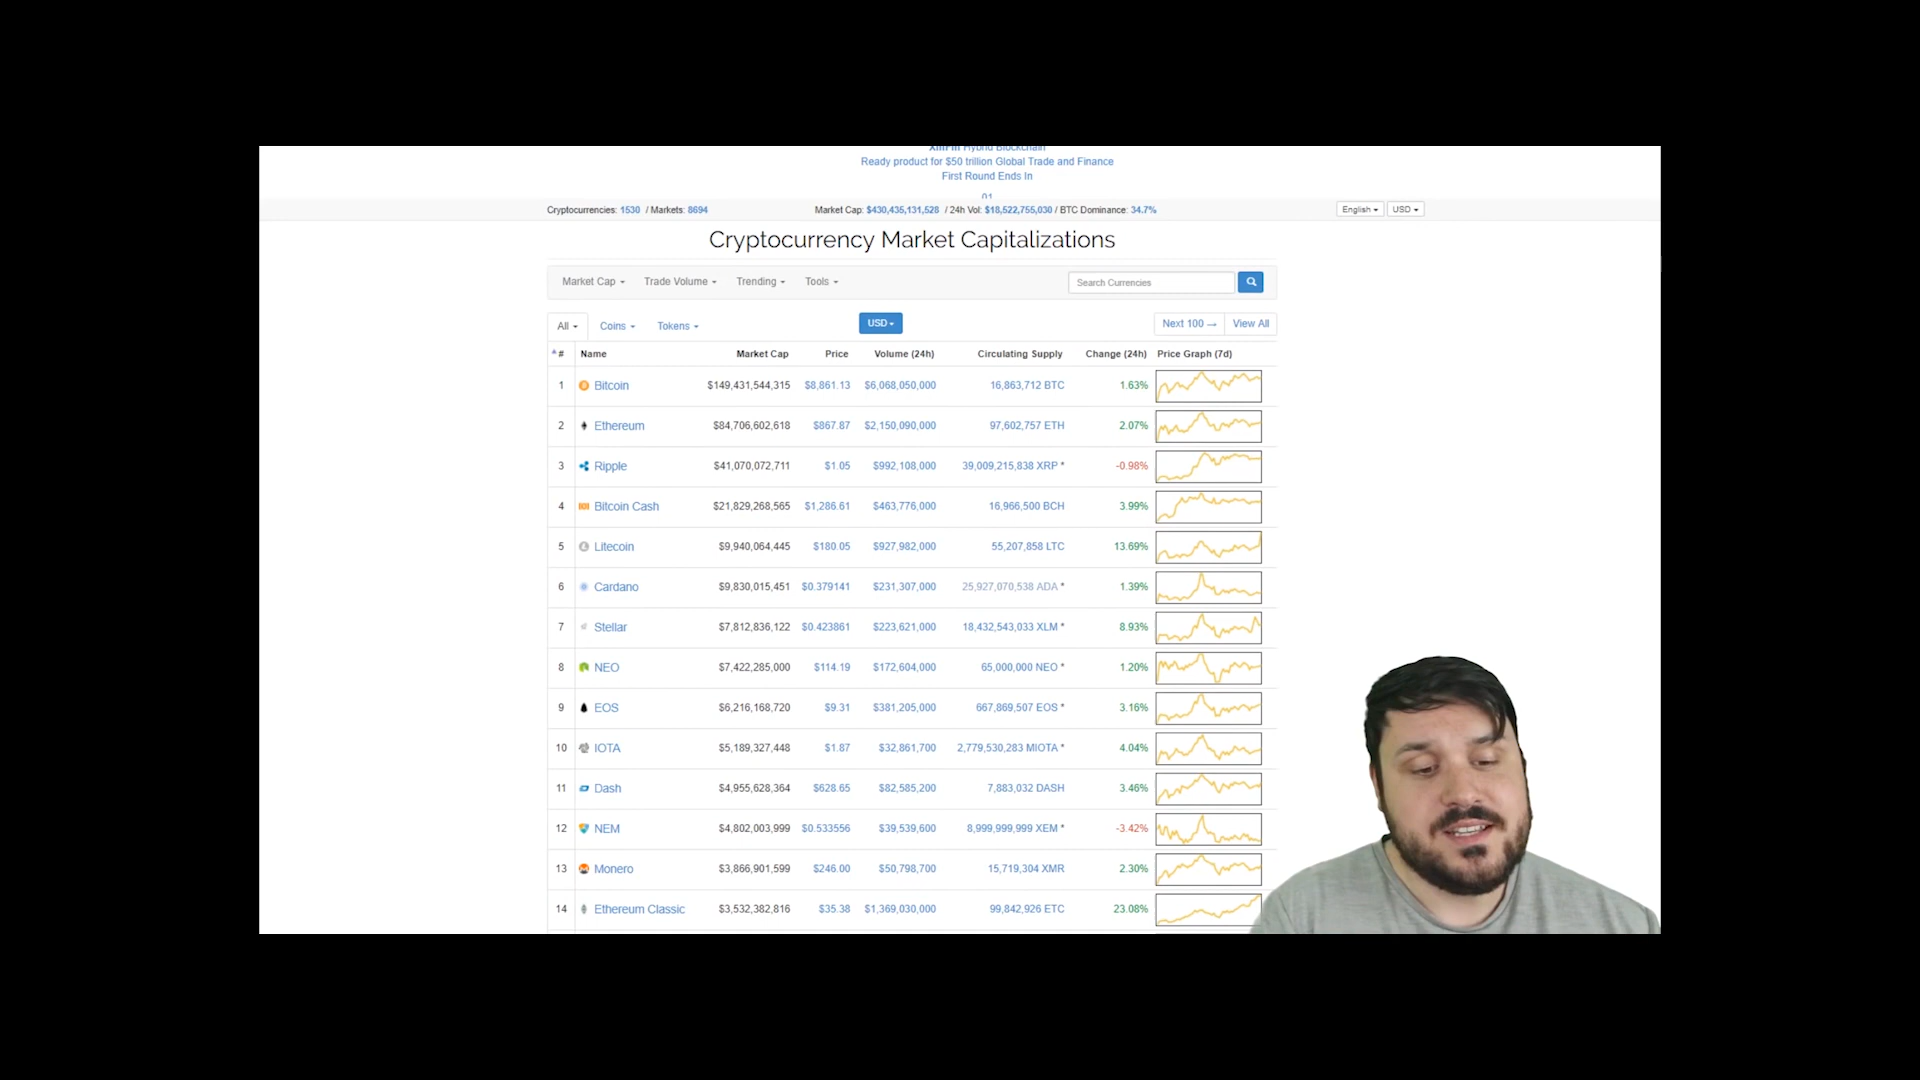 XinFin Hybrid Blockchain
Ready product for $50 trillion Global Trade and Finance
First Round Ends In
01
Cryptocurrencies: 1530 / Markets: 8694 Market Cap: $430,435,131,528 / 24h Vol: $18,522,755,030 / BTC Dominance: 34.7% English USD
Cryptocurrency Market Capitalizations
Market Cap Trade Volume Trending Tools Search Currencies
All Coins Tokens USD Next 100 → View All
# Name Market Cap Price Volume (24h) Circulating Supply Change (24h) Price Graph (7d)
1 Bitcoin $149,431,544,315 $8,861.13 $6,068,050,000 16,863,712 BTC 1.63%
2 Ethereum $84,706,602,618 $867.87 $2,150,090,000 97,602,757 ETH 2.07%
3 Ripple $41,070,072,711 $1.05 $992,108,000 39,009,215,838 XRP * -0.98%
4 Bitcoin Cash $21,829,268,565 $1,286.61 $463,776,000 16,966,500 BCH 3.99%
5 Litecoin $9,940,064,445 $180.05 $927,982,000 55,207,858 LTC 13.69%
6 Cardano $9,830,015,451 $0.379141 $231,307,000 25,927,070,538 ADA * 1.39%
7 Stellar $7,812,836,122 $0.423861 $223,621,000 18,432,543,033 XLM * 8.93%
8 NEO $7,422,285,000 $114.19 $172,604,000 65,000,000 NEO * 1.20%
9 EOS $6,216,168,720 $9.31 $381,205,000 667,869,507 EOS * 3.16%
10 IOTA $5,189,327,448 $1.87 $32,861,700 2,779,530,283 MIOTA * 4.04%
11 Dash $4,955,628,364 $628.65 $82,585,200 7,883,032 DASH 3.46%
12 NEM $4,802,003,999 $0.533556 $39,539,600 8,999,999,999 XEM * -3.42%
13 Monero $3,866,901,599 $246.00 $50,798,700 15,719,304 XMR 2.30%
14 Ethereum Classic $3,532,382,816 $35.38 $1,369,030,000 99,842,926 ETC 23.08%